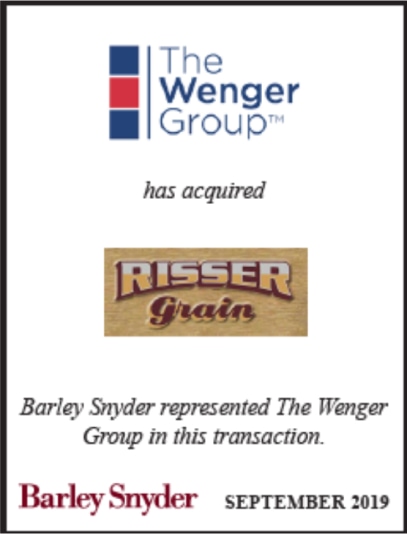 The
Wenger
Group™
has acquired
RISSER
Grain
Barley Snyder represented The Wenger
Group in this transaction.
Barley Snyder SEPTEMBER 2019